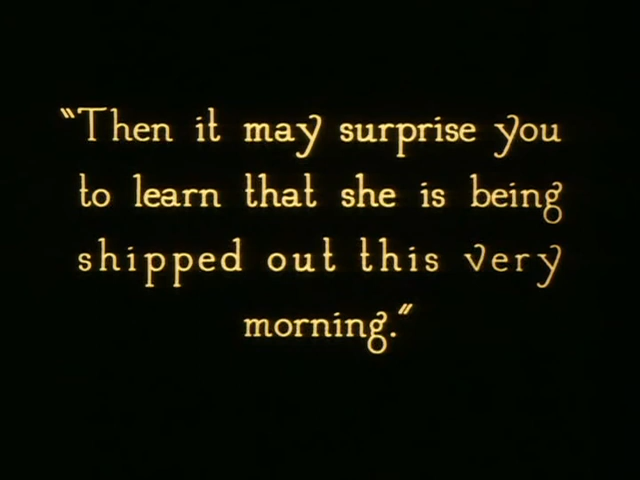 "Then it may surprise you
to learn that she is being
shipped out this very
morning."